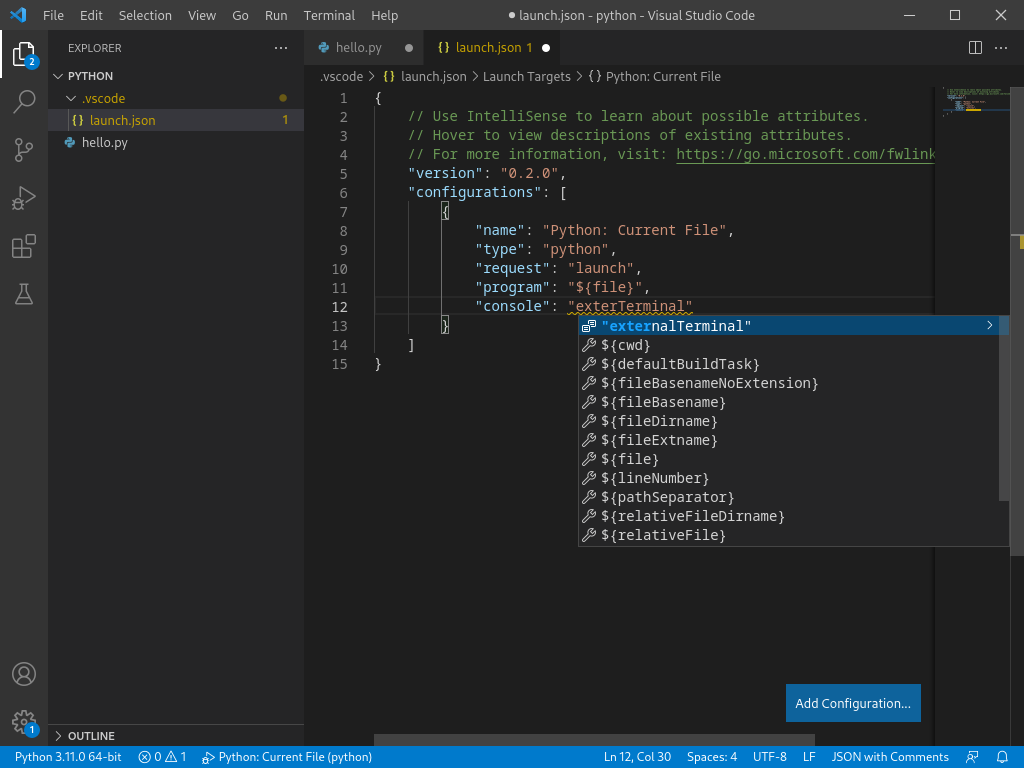 File Edit Selection View Go Run Terminal Help
● launch.json - python - Visual Studio Code
2
1
EXPLORER
PYTHON
.vscode
{} launch.json 1
hello.py
OUTLINE
hello.py
{} launch.json 1
.vscode > {} launch.json > Launch Targets > {} Python: Current File
1 {
2 // Use IntelliSense to learn about possible attributes.
3 // Hover to view descriptions of existing attributes.
4 // For more information, visit: https://go.microsoft.com/fwlink
5 "version": "0.2.0",
6 "configurations": [
7 {
8 "name": "Python: Current File",
9 "type": "python",
10 "request": "launch",
11 "program": "${file}",
12 "console": "exterTerminal"
13 }
14 ]
15 }
"externalTerminal"
${cwd}
${defaultBuildTask}
${fileBasenameNoExtension}
${fileBasename}
${fileDirname}
${fileExtname}
${file}
${lineNumber}
${pathSeparator}
${relativeFileDirname}
${relativeFile}
Add Configuration...
Python 3.11.0 64-bit 0 1 Python: Current File (python) Ln 12, Col 30 Spaces: 4 UTF-8 LF JSON with Comments